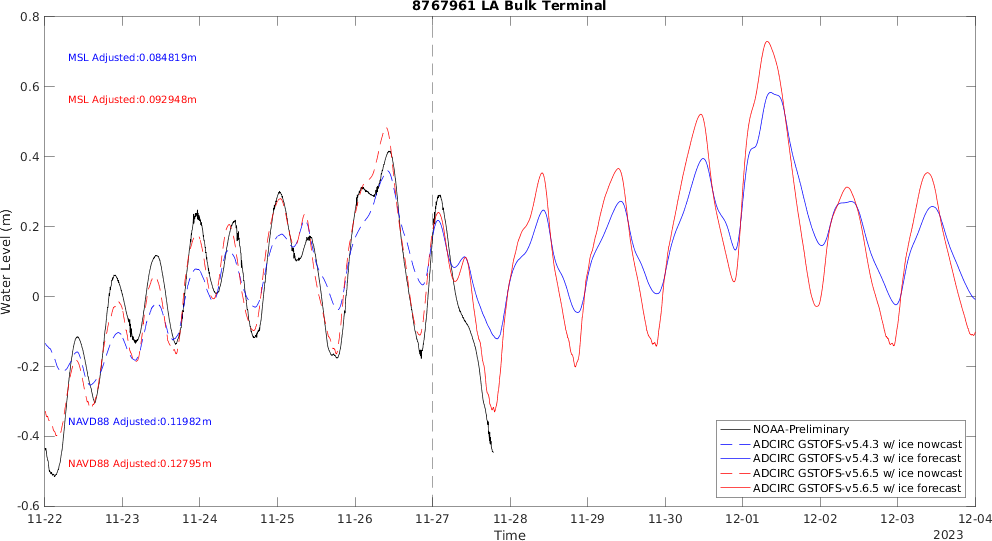 8767961 LA Bulk Terminal
0.8
0.6
0.4
0.2
0
-0.2
-0.4
-0.6
Water Level (m)
MSL Adjusted:0.084819m
MSL Adjusted:0.092948m
NAVD88 Adjusted:0.11982m
NAVD88 Adjusted:0.12795m
NOAA-Preliminary
ADCIRC GSTOFS-v5.4.3 w/ ice nowcast
ADCIRC GSTOFS-v5.4.3 w/ ice forecast
ADCIRC GSTOFS-v5.6.5 w/ ice nowcast
ADCIRC GSTOFS-v5.6.5 w/ ice forecast
11-22 11-23 11-24 11-25 11-26 11-27 11-28 11-29 11-30 12-01 12-02 12-03 12-04
Time
2023